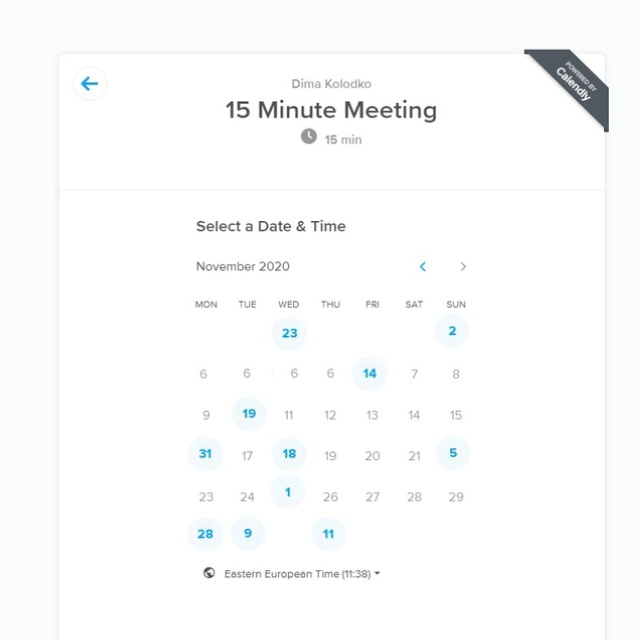 POWERED BY
Calendly
Dima Kolodko
15 Minute Meeting
15 min
Select a Date & Time
November 2020
MON TUE WED THU FRI SAT SUN
23 2
6 6 6 6 14 7 8
9 19 11 12 13 14 15
31 17 18 19 20 21 5
23 24 1 26 27 28 29
28 9 11
Eastern European Time (11:38)